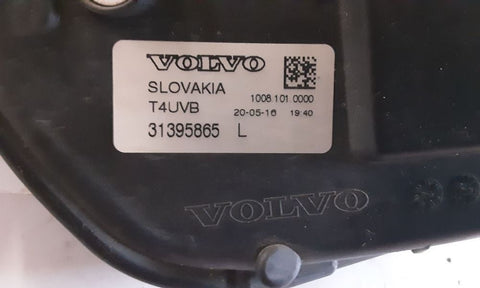 VOLVO
SLOVAKIA
1008.101.0000
T4UVB
20-05-16 19:40
31395865 L
VOLVO